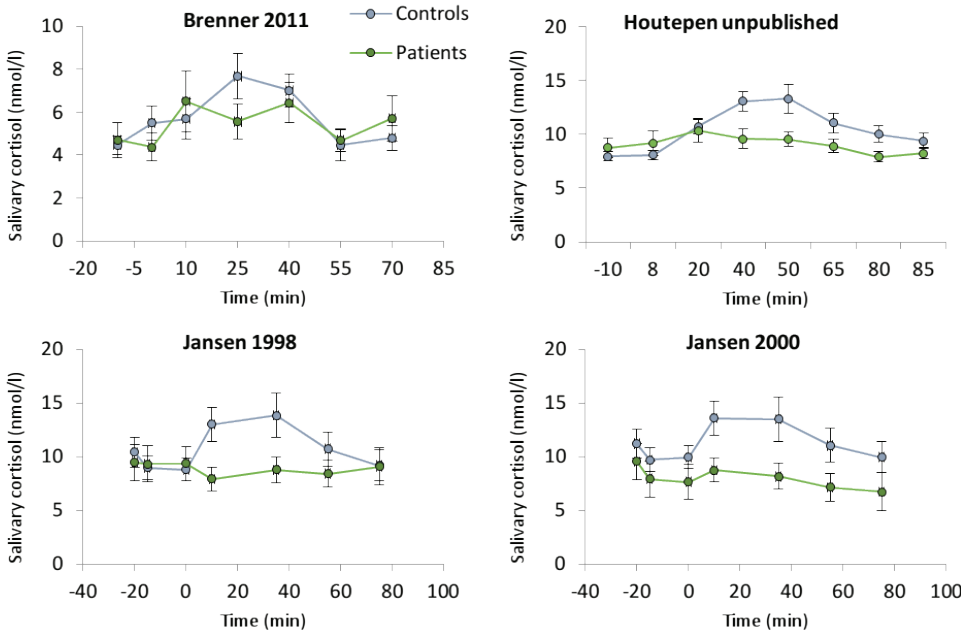 Brenner 2011
Controls
Patients
Salivary cortisol (nmol/l)
10
8
6
4
2
0
-20 -5 10 25 40 55 70 85
Time (min)
Houtepen unpublished
Salivary cortisol (nmol/l)
20
15
10
5
0
-10 8 20 40 50 65 80 85
Time (min)
Jansen 1998
Salivary cortisol (nmol/l)
20
15
10
5
0
-40 -20 0 20 40 60 80 100
Time (min)
Jansen 2000
Salivary cortisol (nmol/l)
20
15
10
5
0
-40 -20 0 20 40 60 80 100
Time (min)